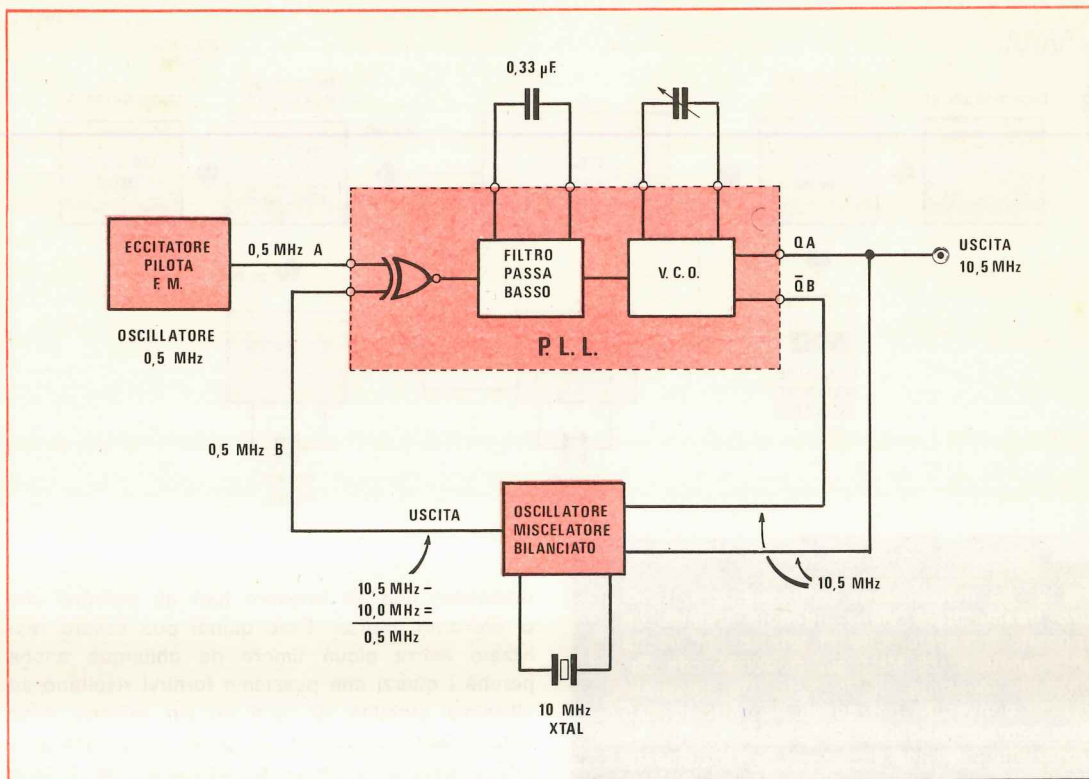 0,33 µF.
ECCITATORE
PILOTA
F. M.
0,5 MHz A
OSCILLATORE
0,5 MHz
FILTRO
PASSA
BASSO
V. C. O.
Q A
Q̅ B
USCITA
10,5 MHz
P. L. L.
0,5 MHz B
USCITA
OSCILLATORE
MISCELATORE
BILANCIATO
10,5 MHz
10,5 MHz –
10,0 MHz =
0,5 MHz
10 MHz
XTAL